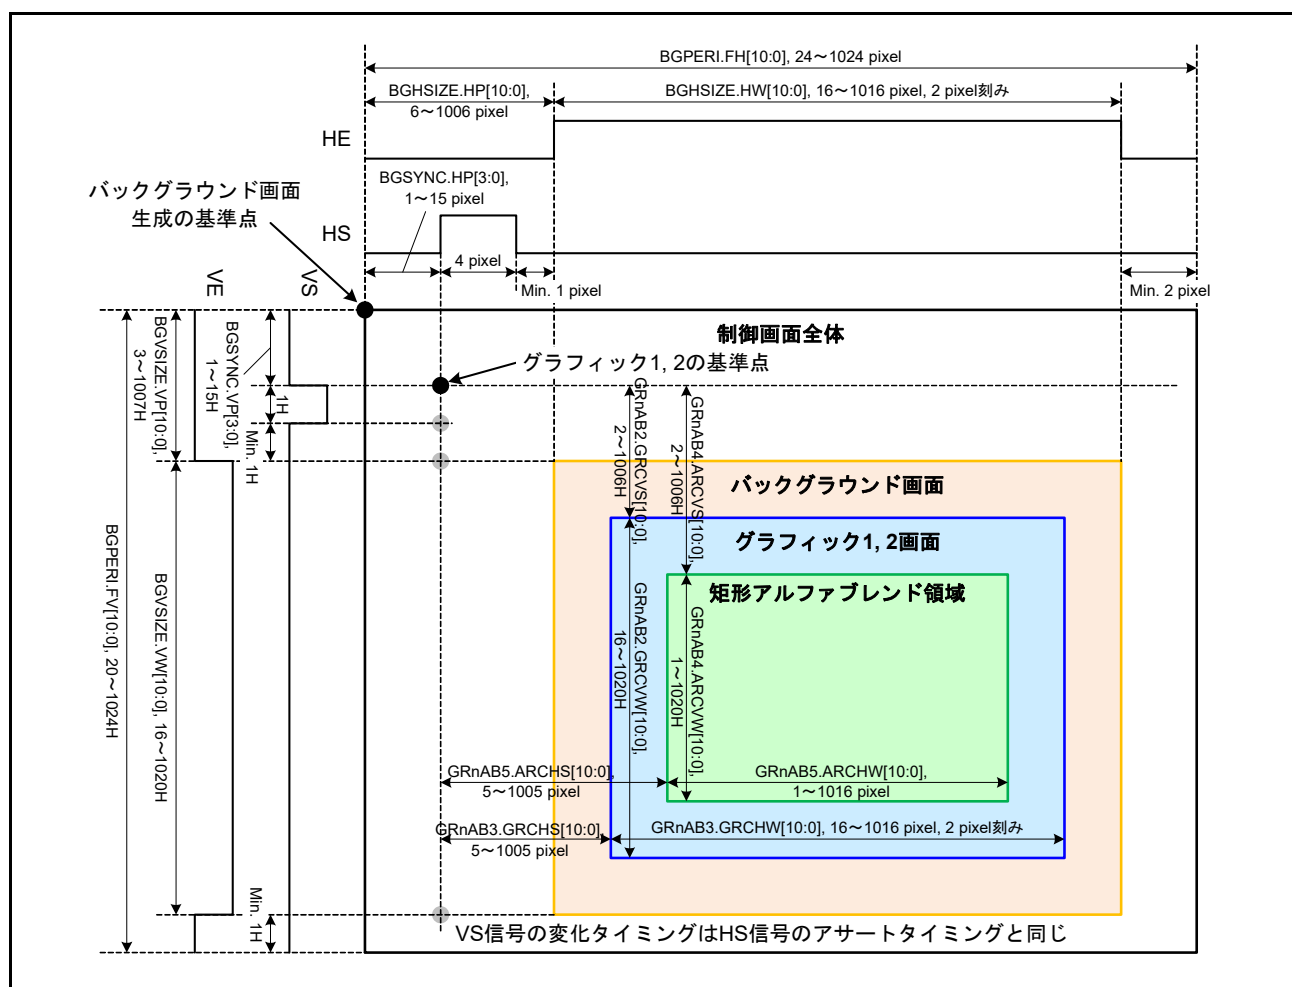 BGPERI.FH[10:0], 24～1024 pixel
BGHSIZE.HP[10:0],
6～1006 pixel
BGHSIZE.HW[10:0], 16～1016 pixel, 2 pixel刻み
HE
BGSYNC.HP[3:0],
1～15 pixel
バックグラウンド画面
生成の基準点
HS
4 pixel
Min. 1 pixel
Min. 2 pixel
VE
VS
制御画面全体
グラフィック1, 2の基準点
BGPERI.FV[10:0], 20～1024H
BGVSIZE.VP[10:0],
3～1007H
BGSYNC.VP[3:0],
1～15H
1H
Min. 1H
BGVSIZE.VW[10:0], 16～1020H
Min. 1H
GRnAB2.GRCVS[10:0],
2～1006H
GRnAB4.ARCVS[10:0],
2～1006H
バックグラウンド画面
グラフィック1, 2画面
矩形アルファブレンド領域
GRnAB2.GRCVW[10:0],
16～1020H
GRnAB4.ARCVW[10:0],
1～1020H
GRnAB5.ARCHS[10:0],
5～1005 pixel
GRnAB5.ARCHW[10:0],
1～1016 pixel
GRnAB3.GRCHS[10:0],
5～1005 pixel
GRnAB3.GRCHW[10:0], 16～1016 pixel, 2 pixel刻み
VS信号の変化タイミングはHS信号のアサートタイミングと同じ